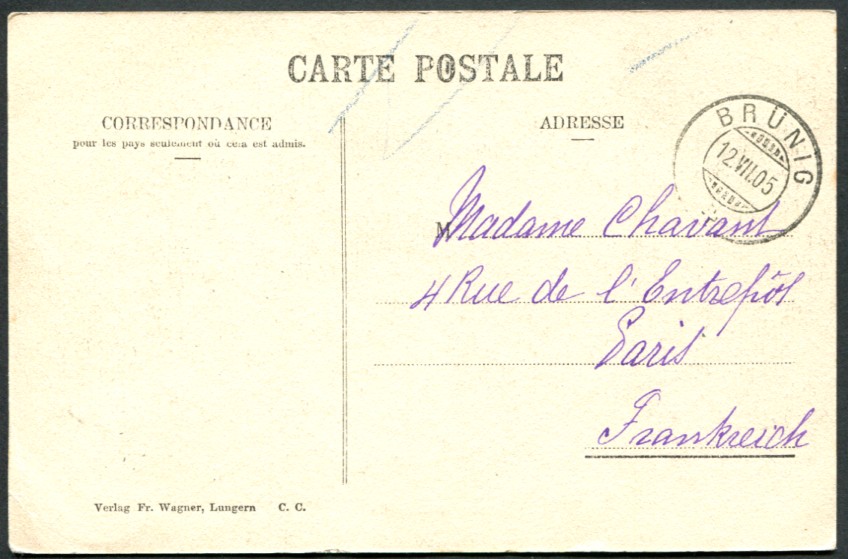 CARTE POSTALE
CORRESPONDANCE
pour les pays seulement où cela est admis.
ADRESSE
BRÜNIG
12.VII.05
M
Madame Chavant
4 Rue de l'Entrepôt
Paris
Frankreich
Verlag Fr. Wagner, Lungern C. C.